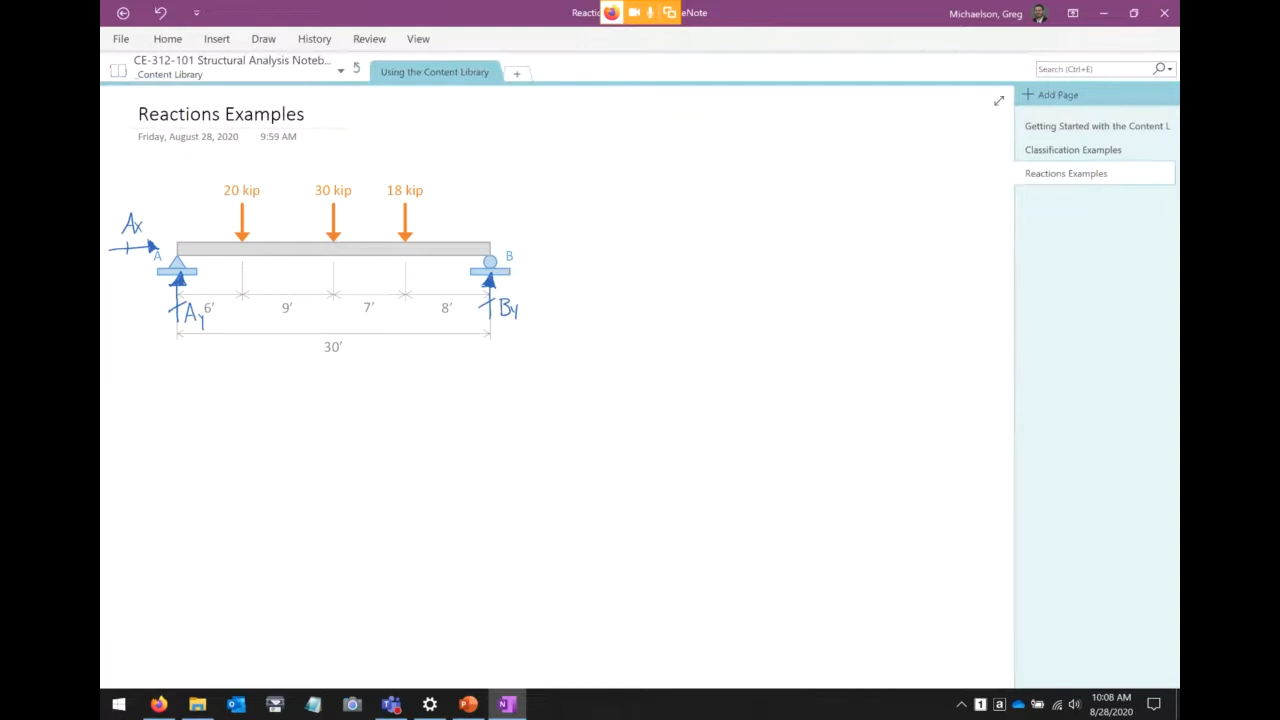 Reactio
eNote
Michaelson, Greg
File
Home
Insert
Draw
History
Review
View
CE-312-101 Structural Analysis Noteb...
_Content Library
Using the Content Library
+
Search (Ctrl+E)
Add Page
Getting Started with the Content L
Classification Examples
Reactions Examples
Reactions Examples
Friday, August 28, 2020 9:59 AM
20 kip 30 kip 18 kip
Ax
A B
6' 9' 7' 8'
Ay By
30'
10:08 AM
8/28/2020